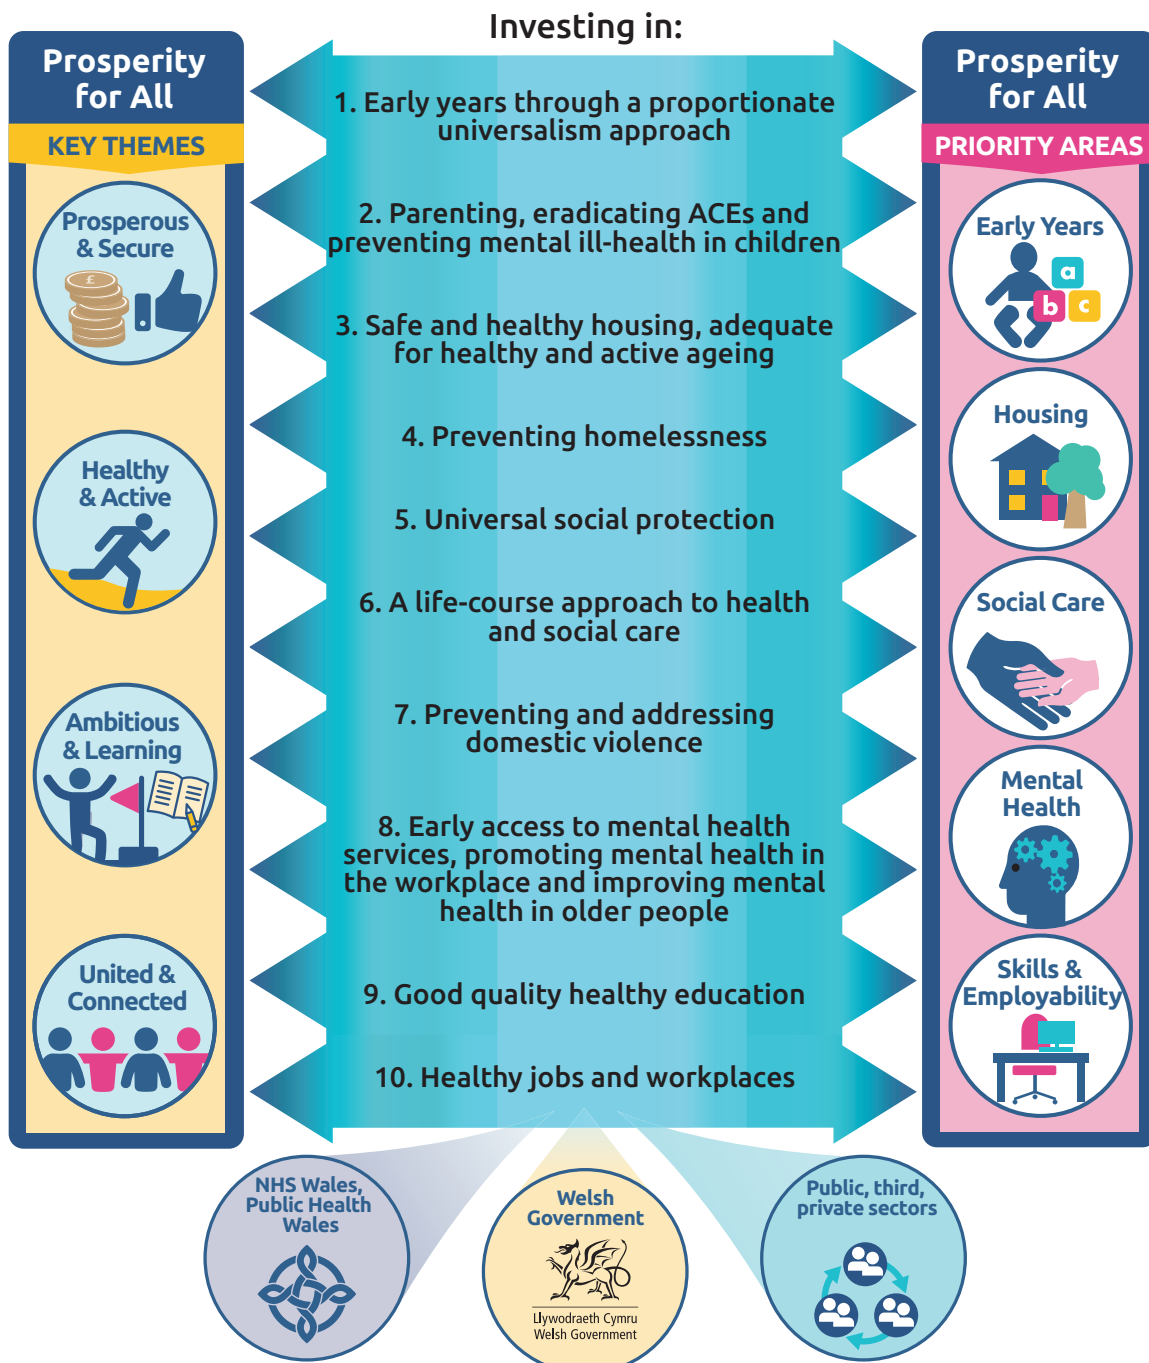 Investing in:
Prosperity
for All
KEY THEMES
Prosperous
& Secure
£
Healthy
& Active
Ambitious
& Learning
United &
Connected
1. Early years through a proportionate
universalism approach
2. Parenting, eradicating ACEs and
preventing mental ill-health in children
3. Safe and healthy housing, adequate
for healthy and active ageing
4. Preventing homelessness
5. Universal social protection
6. A life-course approach to health
and social care
7. Preventing and addressing
domestic violence
8. Early access to mental health
services, promoting mental health in
the workplace and improving mental
health in older people
9. Good quality healthy education
10. Healthy jobs and workplaces
Prosperity
for All
PRIORITY AREAS
Early Years
a
b c
Housing
Social Care
Mental
Health
Skills &
Employability
NHS Wales,
Public Health
Wales
Welsh
Government
Llywodraeth Cymru
Welsh Government
Public, third,
private sectors